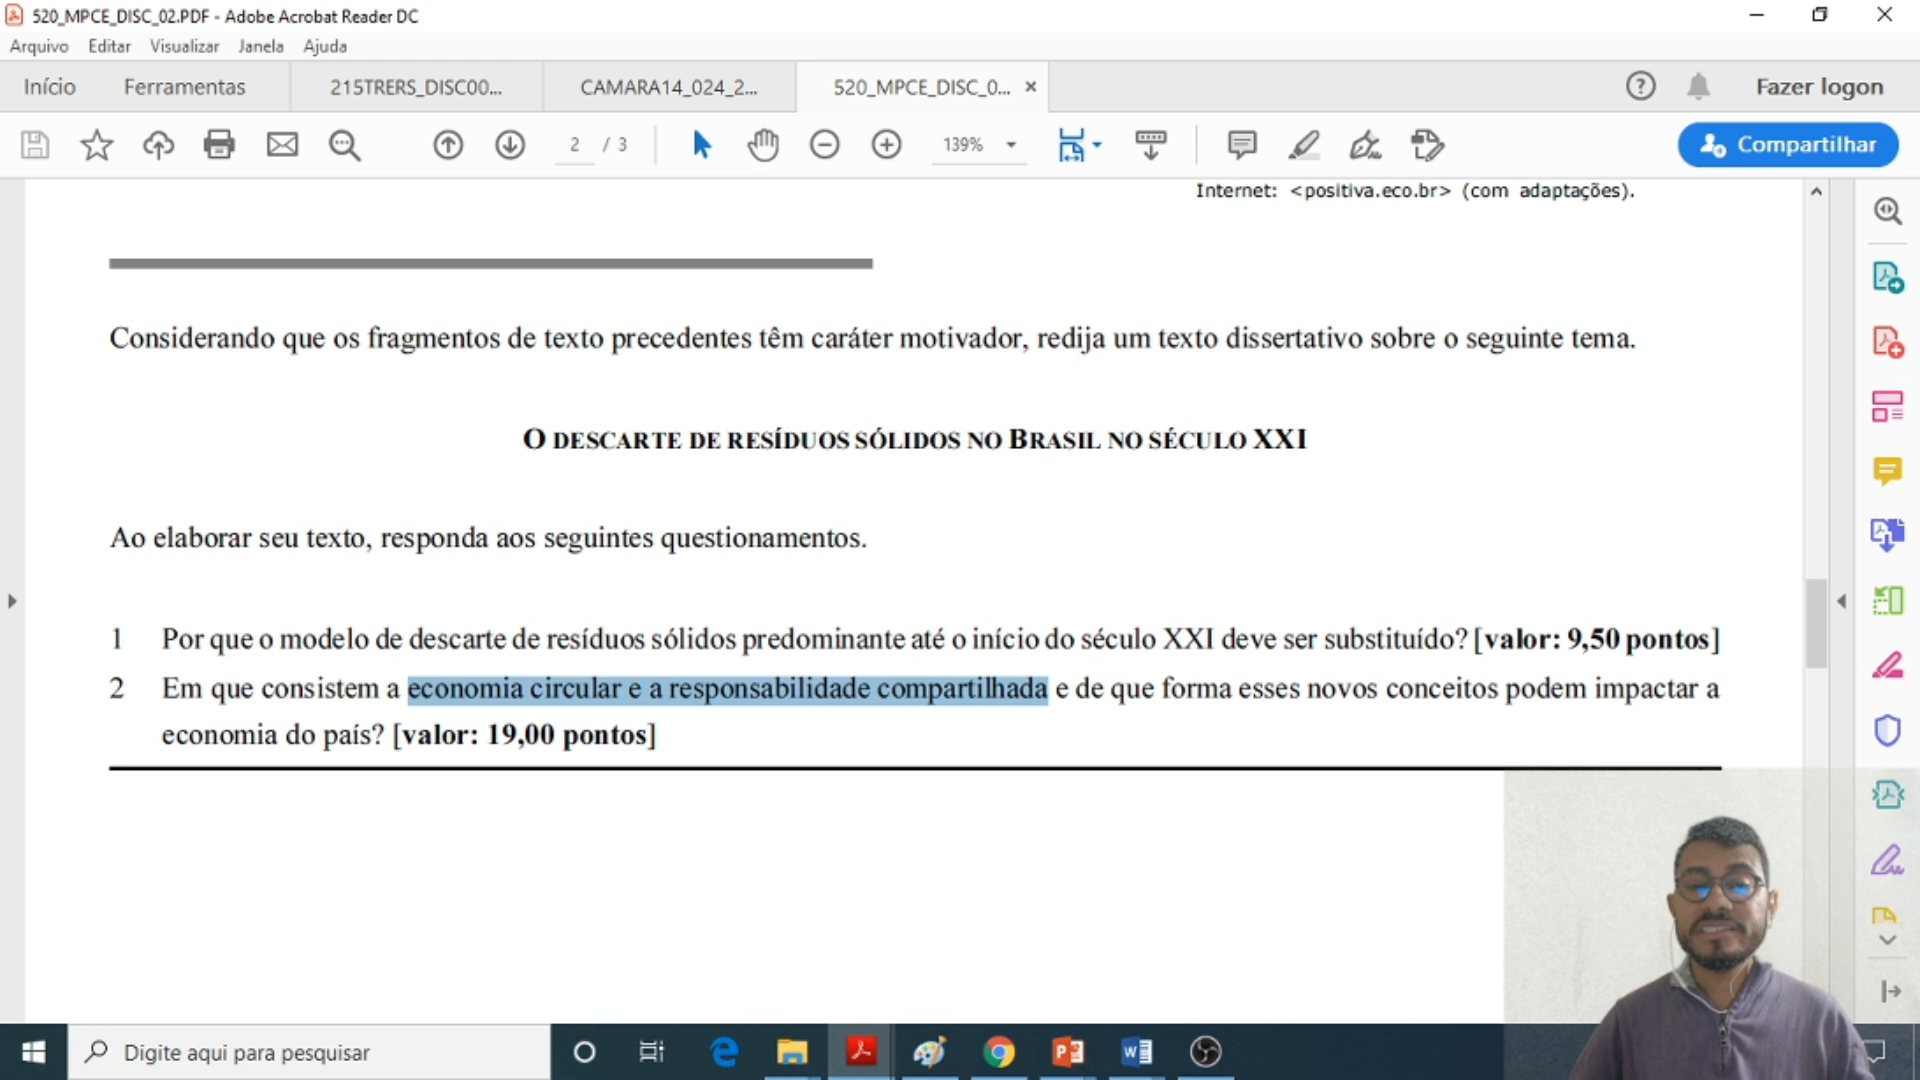 520_MPCE_DISC_02.PDF - Adobe Acrobat Reader DC
Arquivo Editar Visualizar Janela Ajuda
Início Ferramentas 215TRERS_DISC00... CAMARA14_024_2... 520_MPCE_DISC_0... × Fazer logon
2 / 3 139% Compartilhar
Internet: <positiva.eco.br> (com adaptações).
Considerando que os fragmentos de texto precedentes têm caráter motivador, redija um texto dissertativo sobre o seguinte tema.
O DESCARTE DE RESÍDUOS SÓLIDOS NO BRASIL NO SÉCULO XXI
Ao elaborar seu texto, responda aos seguintes questionamentos.
1 Por que o modelo de descarte de resíduos sólidos predominante até o início do século XXI deve ser substituído? [valor: 9,50 pontos]
2 Em que consistem a economia circular e a responsabilidade compartilhada e de que forma esses novos conceitos podem impactar a
economia do país? [valor: 19,00 pontos]
Digite aqui para pesquisar